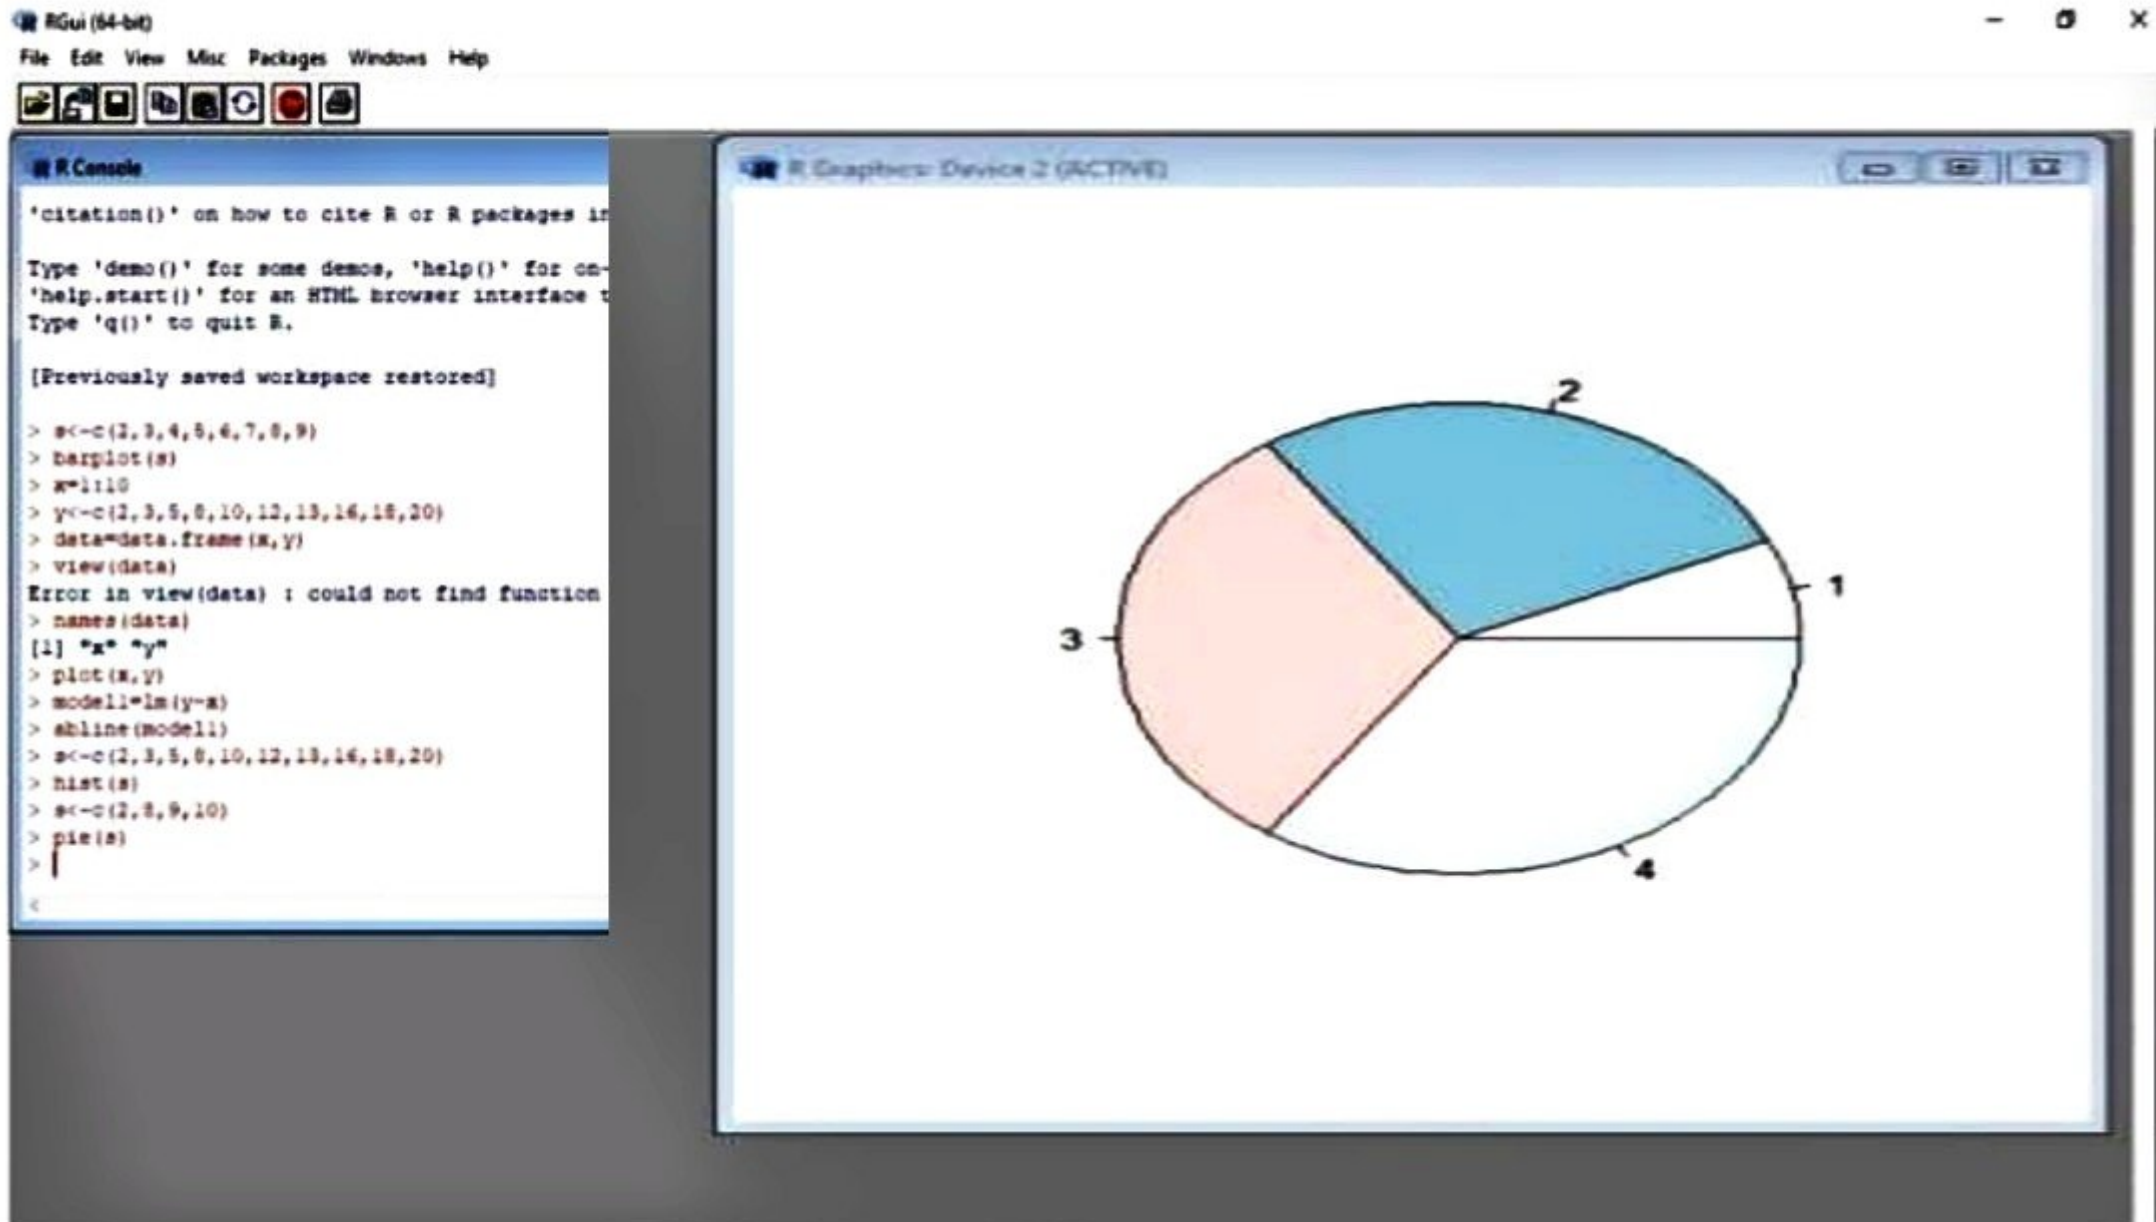 RGui (64-bit)
File Edit View Misc Packages Windows Help
R Console
'citation()' on how to cite R or R packages in
Type 'demo()' for some demos, 'help()' for on-
'help.start()' for an HTML browser interface t
Type 'q()' to quit R.
[Previously saved workspace restored]
> s<-c(2,3,4,5,6,7,8,9)
> barplot(s)
> x=1:10
> y<-c(2,3,5,8,10,12,13,16,18,20)
> data=data.frame(x,y)
> view(data)
Error in view(data) : could not find function
> names(data)
[1] "x" "y"
> plot(x,y)
> model1=lm(y~x)
> abline(model1)
> s<-c(2,3,5,8,10,12,13,16,18,20)
> hist(s)
> s<-c(2,8,9,10)
> pie(s)
>
R Graphics: Device 2 (ACTIVE)
2
1
3
4